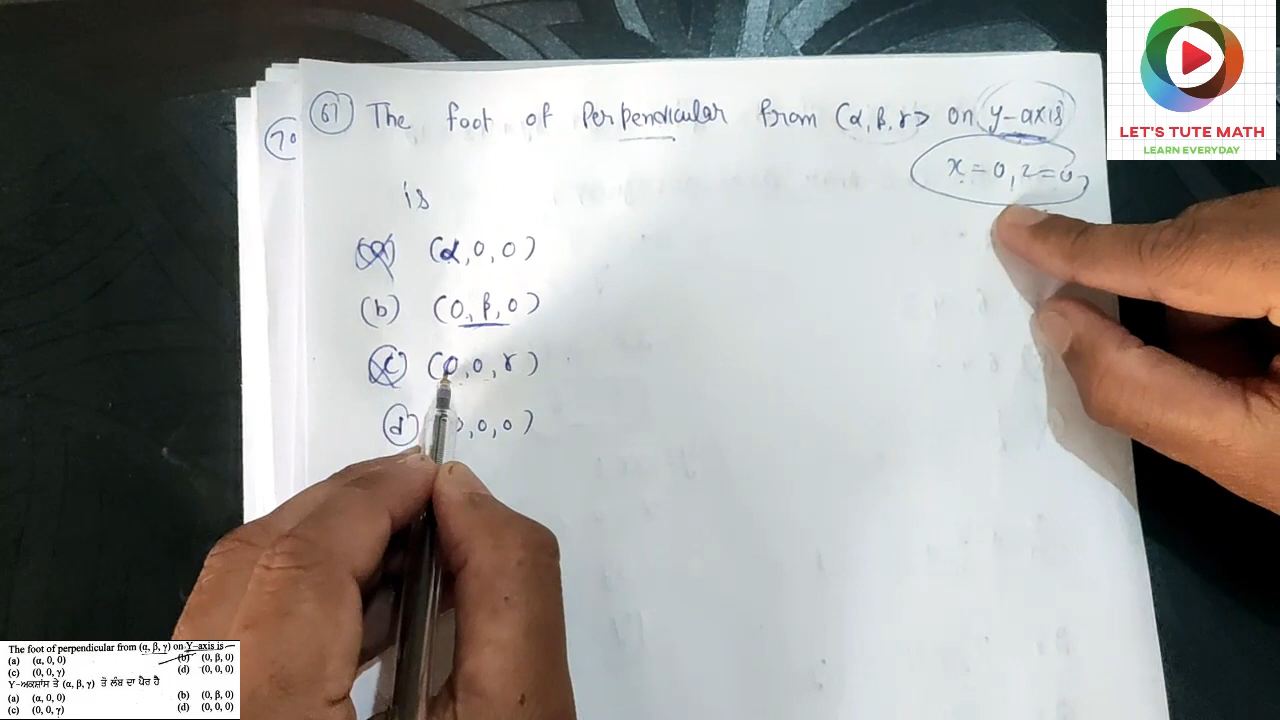 LET'S TUTE MATH
LEARN EVERYDAY
(61) The foot of Perpendicular from (α, β, γ) on y-axis
(70
x=0, z=0,
is
(a) (α, 0, 0)
(b) (0, β, 0)
(c) (0, 0, γ)
(d) , 0, 0)
The foot of perpendicular from (α, β, γ) on Y-axis is
(a) (α, 0, 0) (b) (0, β, 0)
(c) (0, 0, γ) (d) (0, 0, 0)
Y-ਅਕਸ਼ਾਂਸ ਤੇ (α, β, γ) ਤੋਂ ਲੰਬ ਦਾ ਪੈਰ ਹੈ
(a) (α, 0, 0) (b) (0, β, 0)
(c) (0, 0, γ) (d) (0, 0, 0)